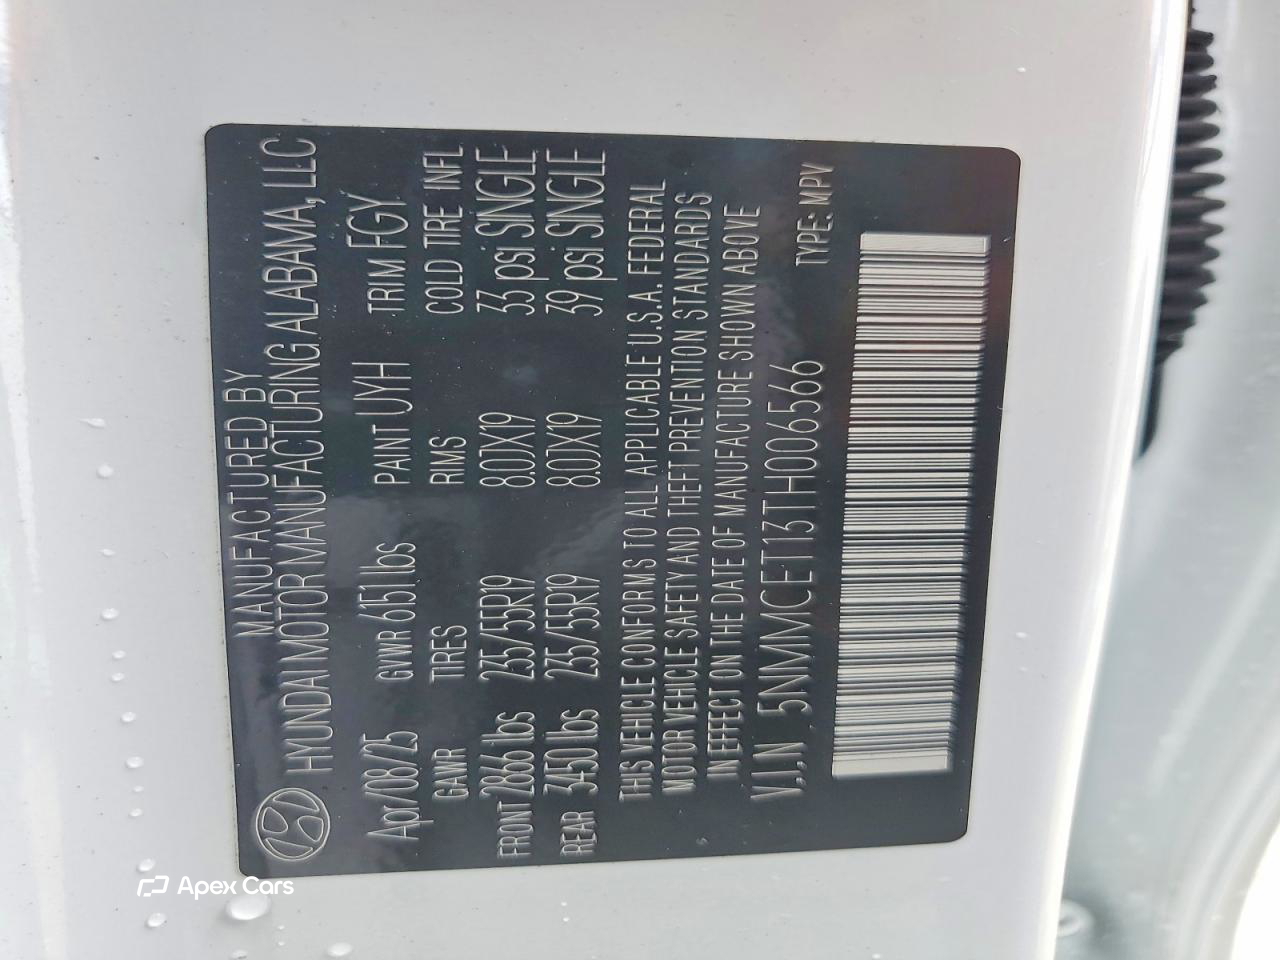 MANUFACTURED BY
HYUNDAI MOTOR MANUFACTURING ALABAMA, LLC
Apr/08/25 GVWR 6151 lbs PAINT UYH TRIM FGY
GAWR TIRES RIMS COLD TIRE INFL
FRONT 2866 lbs 235/55R19 8.0JX19 33 psi SINGLE
REAR 3450 lbs 235/55R19 8.0JX19 39 psi SINGLE
THIS VEHICLE CONFORMS TO ALL APPLICABLE U.S.A. FEDERAL
MOTOR VEHICLE SAFETY AND THEFT PREVENTION STANDARDS
IN EFFECT ON THE DATE OF MANUFACTURE SHOWN ABOVE
V.I.N 5NMMCET13TH006566 TYPE: MPV
Apex Cars